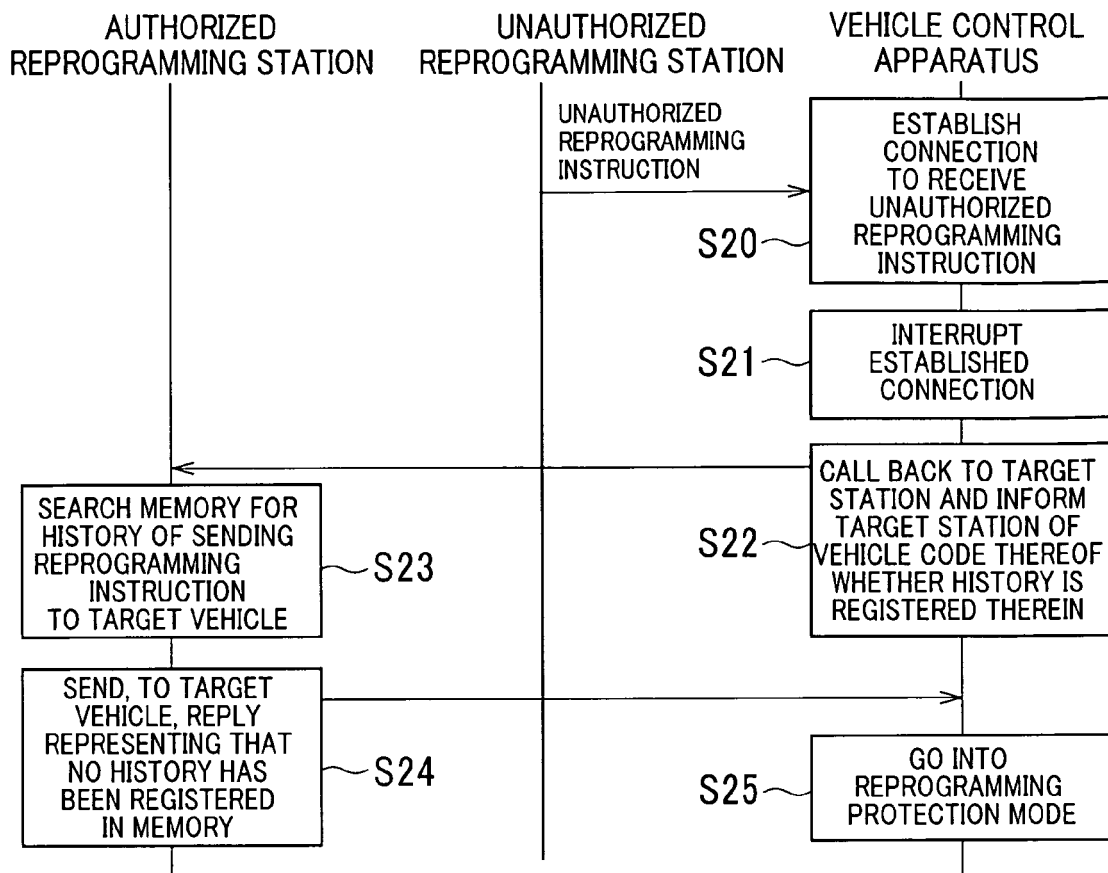 AUTHORIZED
REPROGRAMMING STATION
UNAUTHORIZED
REPROGRAMMING STATION
VEHICLE CONTROL
APPARATUS
UNAUTHORIZED
REPROGRAMMING
INSTRUCTION
ESTABLISH
CONNECTION
TO RECEIVE
UNAUTHORIZED
REPROGRAMMING
INSTRUCTION
S20
INTERRUPT
ESTABLISHED
CONNECTION
S21
CALL BACK TO TARGET
STATION AND INFORM
TARGET STATION OF
VEHICLE CODE THEREOF
WHETHER HISTORY IS
REGISTERED THEREIN
S22
SEARCH MEMORY FOR
HISTORY OF SENDING
REPROGRAMMING
INSTRUCTION
TO TARGET VEHICLE
S23
SEND, TO TARGET
VEHICLE, REPLY
REPRESENTING THAT
NO HISTORY HAS
BEEN REGISTERED
IN MEMORY
S24
GO INTO
REPROGRAMMING
PROTECTION MODE
S25